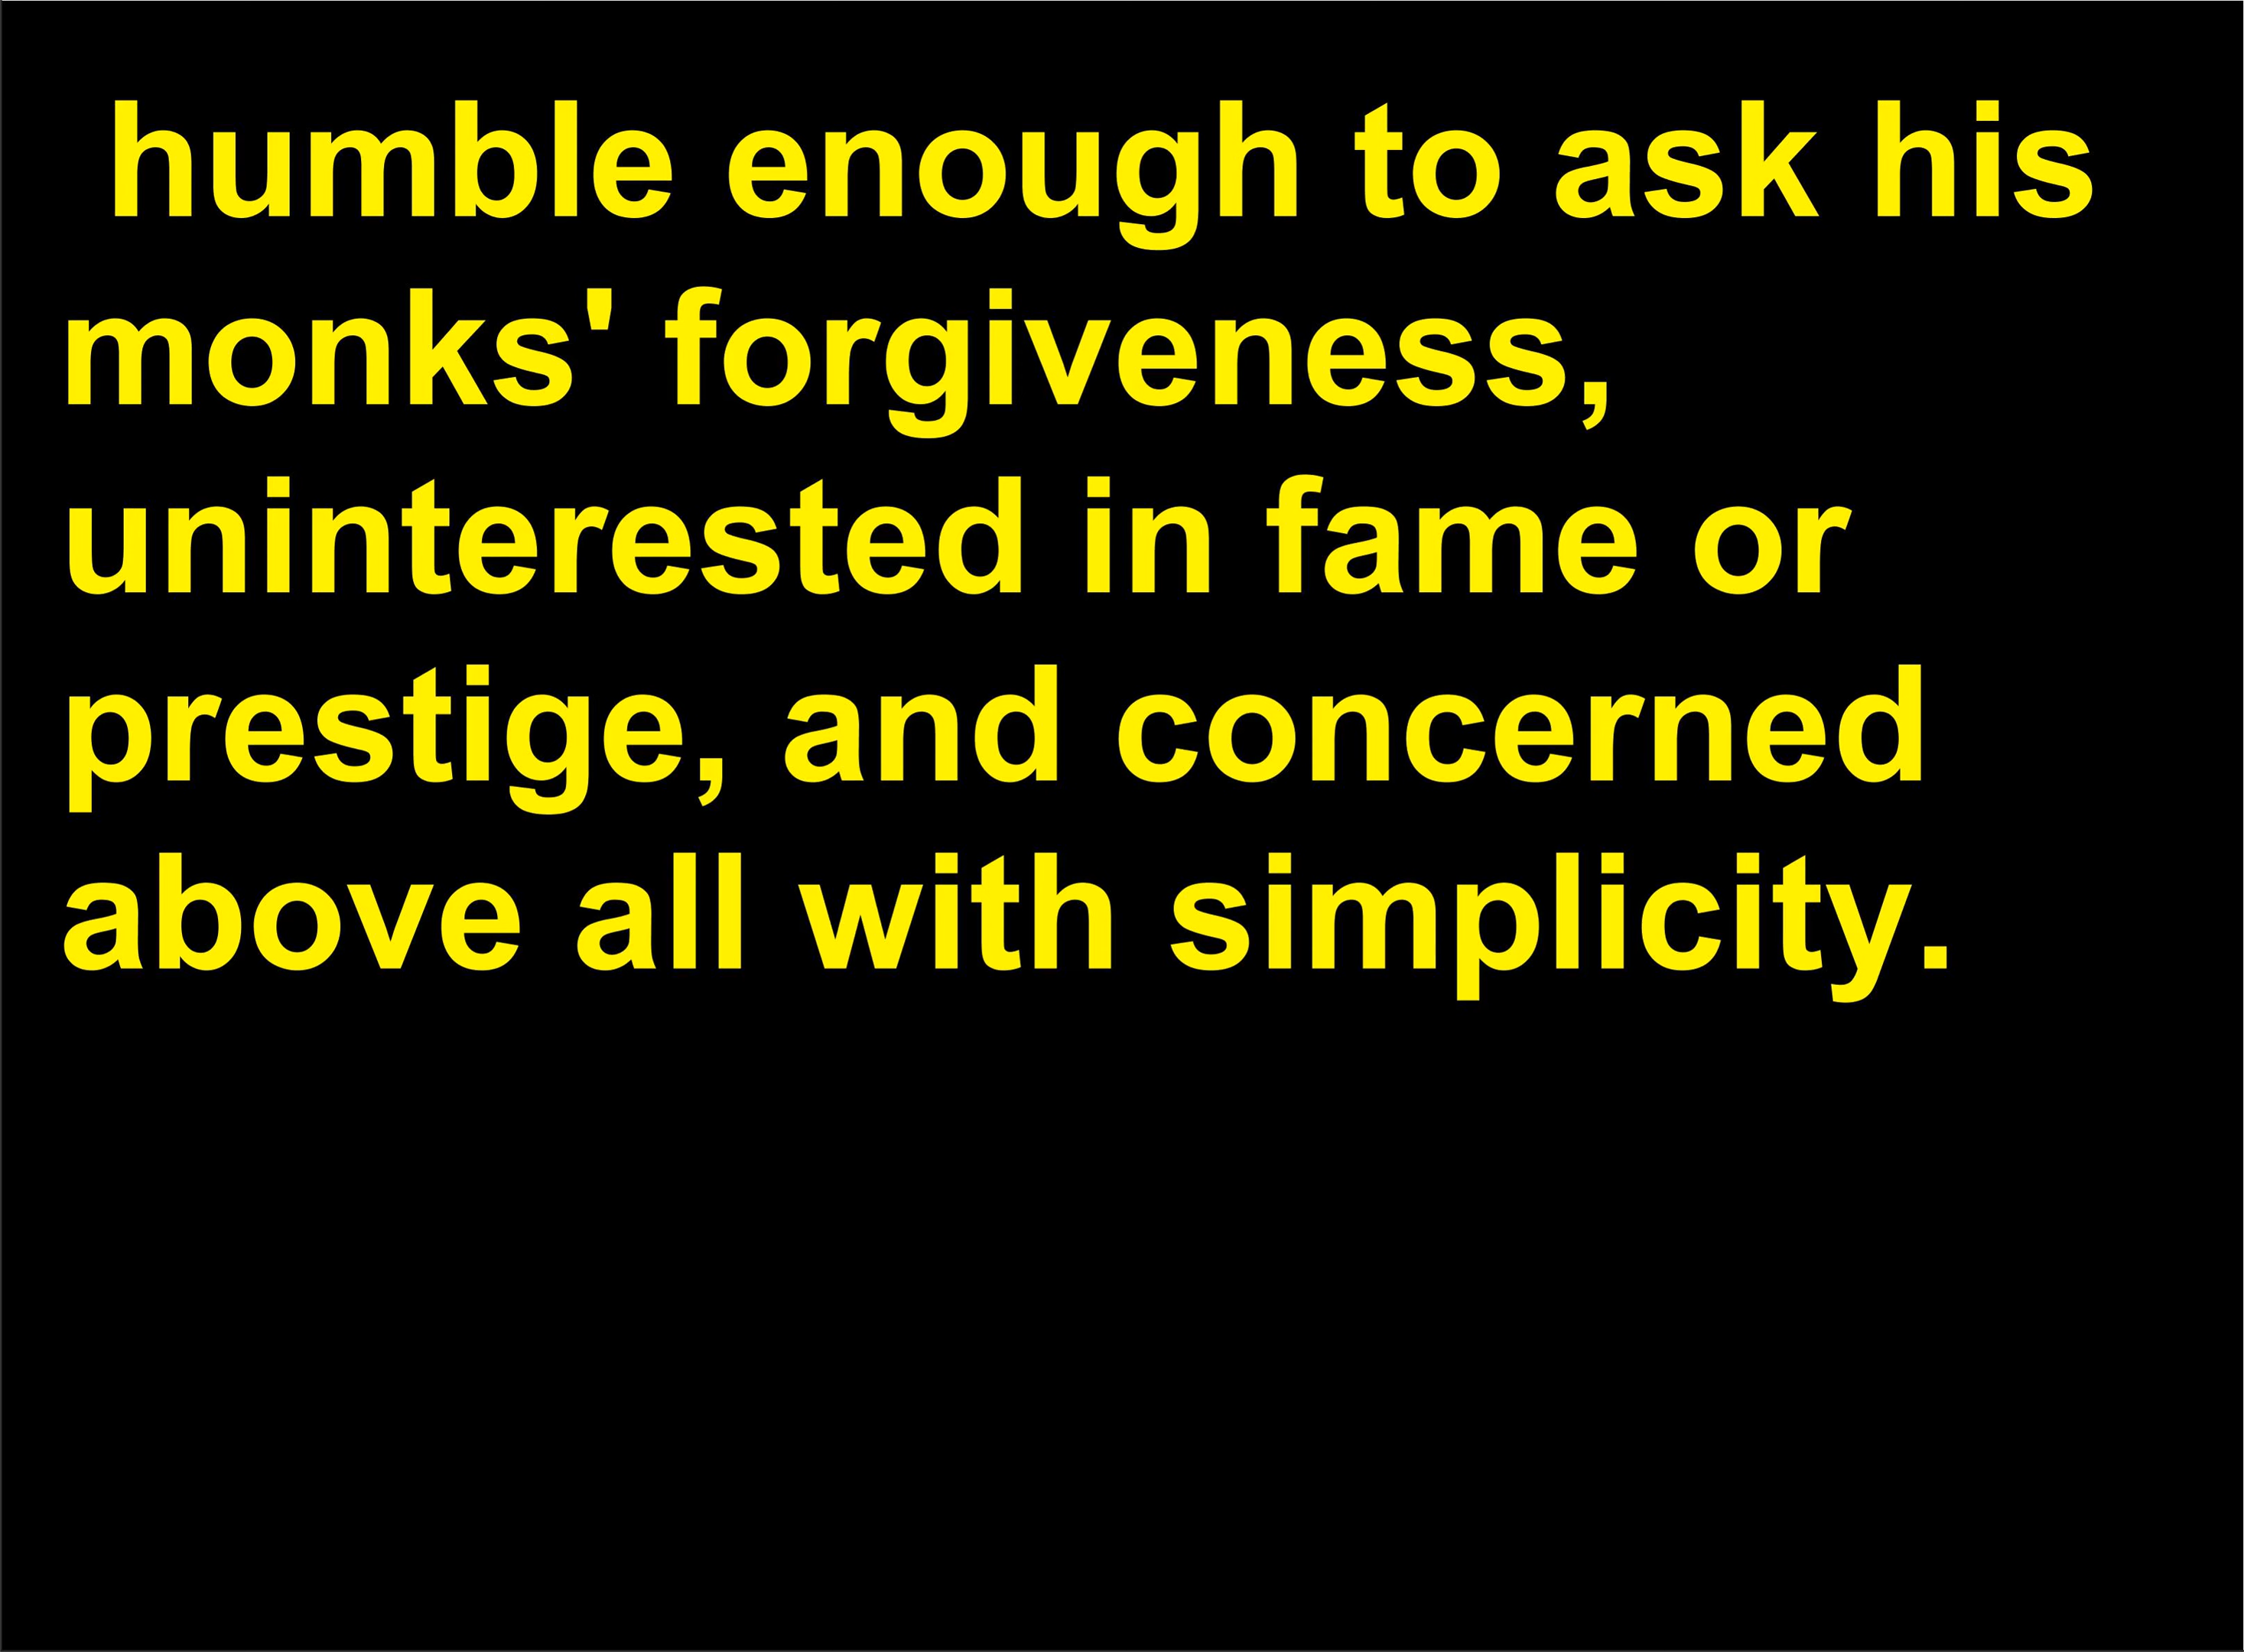 humble enough to ask his
monks' forgiveness,
uninterested in fame or
prestige, and concerned
above all with simplicity.